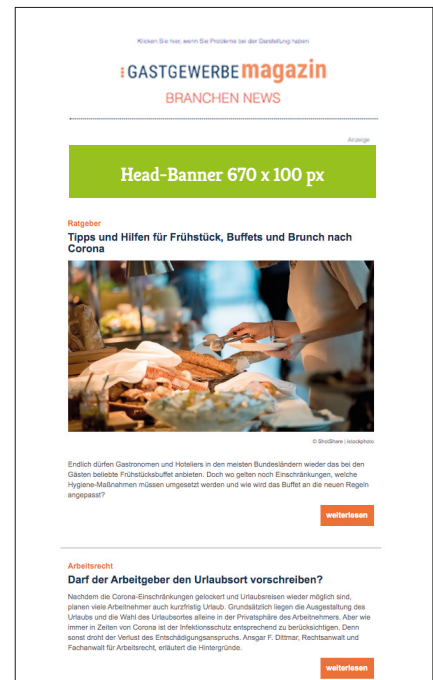 Klicken Sie hier, wenn Sie Probleme bei der Darstellung haben!
GASTGEWERBEmagazin
BRANCHEN NEWS
Anzeige
Head-Banner 670 x 100 px
Ratgeber
Tipps und Hilfen für Frühstück, Buffets und Brunch nach
Corona
© ShotShare | istockphoto
Endlich dürfen Gastronomen und Hoteliers in den meisten Bundesländern wieder das bei den
Gästen beliebte Frühstücksbuffet anbieten. Doch wo gelten noch Einschränkungen, welche
Hygiene-Maßnahmen müssen umgesetzt werden und wie wird das Buffet an die neuen Regeln
angepasst?
weiterlesen
Arbeitsrecht
Darf der Arbeitgeber den Urlaubsort vorschreiben?
Nachdem die Corona-Einschränkungen gelockert und Urlaubsreisen wieder möglich sind,
planen viele Arbeitnehmer auch kurzfristig Urlaub. Grundsätzlich liegen die Ausgestaltung des
Urlaubs und die Wahl des Urlaubsortes alleine in der Privatsphäre des Arbeitnehmers. Aber wie
immer in Zeiten von Corona ist der Infektionsschutz entsprechend zu berücksichtigen. Denn
sonst droht der Verlust des Entschädigungsanspruchs. Ansgar F. Dittmar, Rechtsanwalt und
Fachanwalt für Arbeitsrecht, erläutert die Hintergründe.
weiterlesen